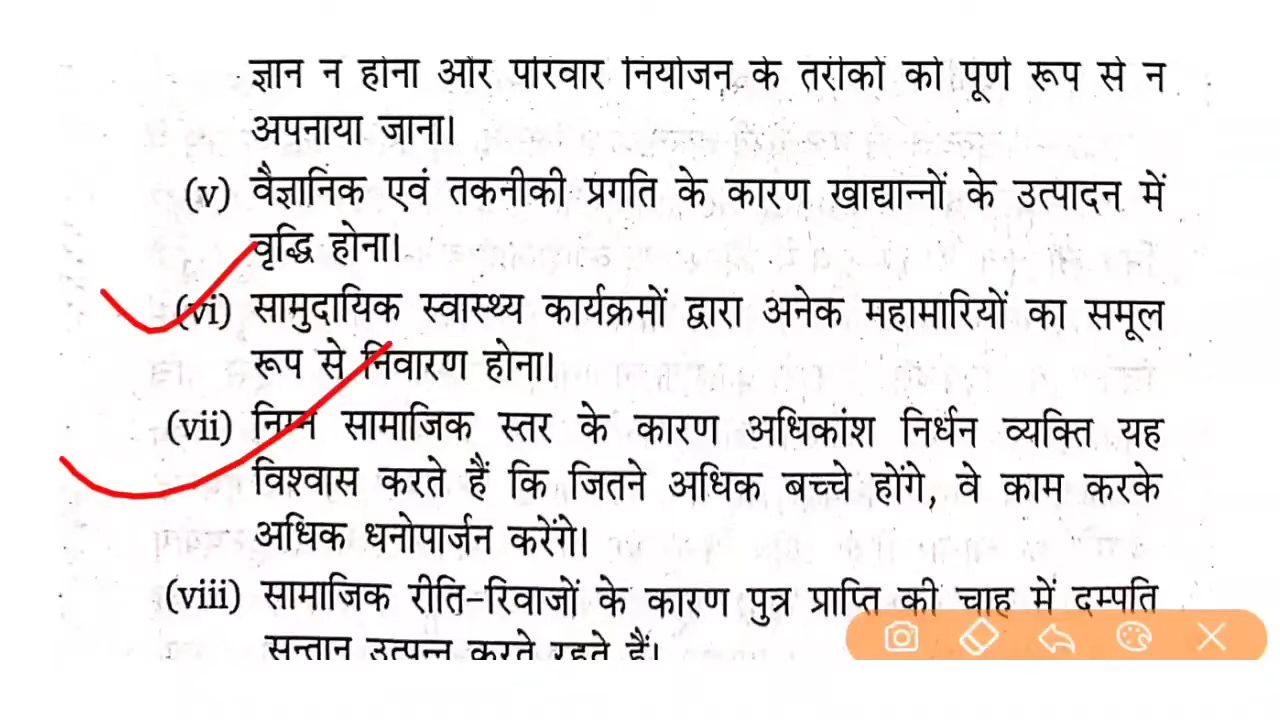 ज्ञान न होना और परिवार नियोजन के तरीकों को पूर्ण रूप से न
अपनाया जाना।
(v) वैज्ञानिक एवं तकनीकी प्रगति के कारण खाद्यान्नों के उत्पादन में
वृद्धि होना।
(vi) सामुदायिक स्वास्थ्य कार्यक्रमों द्वारा अनेक महामारियों का समूल
रूप से निवारण होना।
(vii) निम्न सामाजिक स्तर के कारण अधिकांश निर्धन व्यक्ति यह
विश्वास करते हैं कि जितने अधिक बच्चे होंगे, वे काम करके
अधिक धनोपार्जन करेंगे।
(viii) सामाजिक रीति-रिवाजों के कारण पुत्र प्राप्ति की चाह में दम्पति
सन्तान उत्पन्न करते रहते हैं।